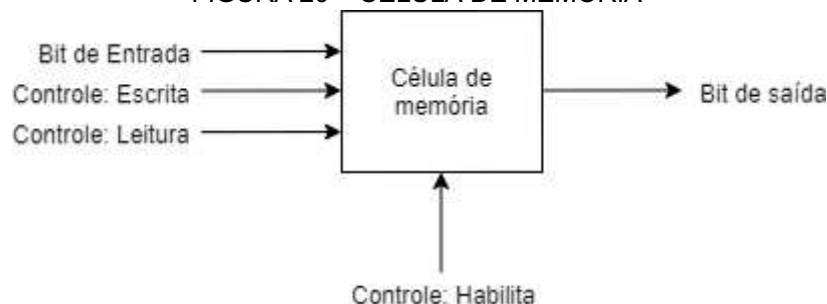 Bit de Entrada
Controle: Escrita
Controle: Leitura
Célula de
memória
Bit de saída
Controle: Habilita